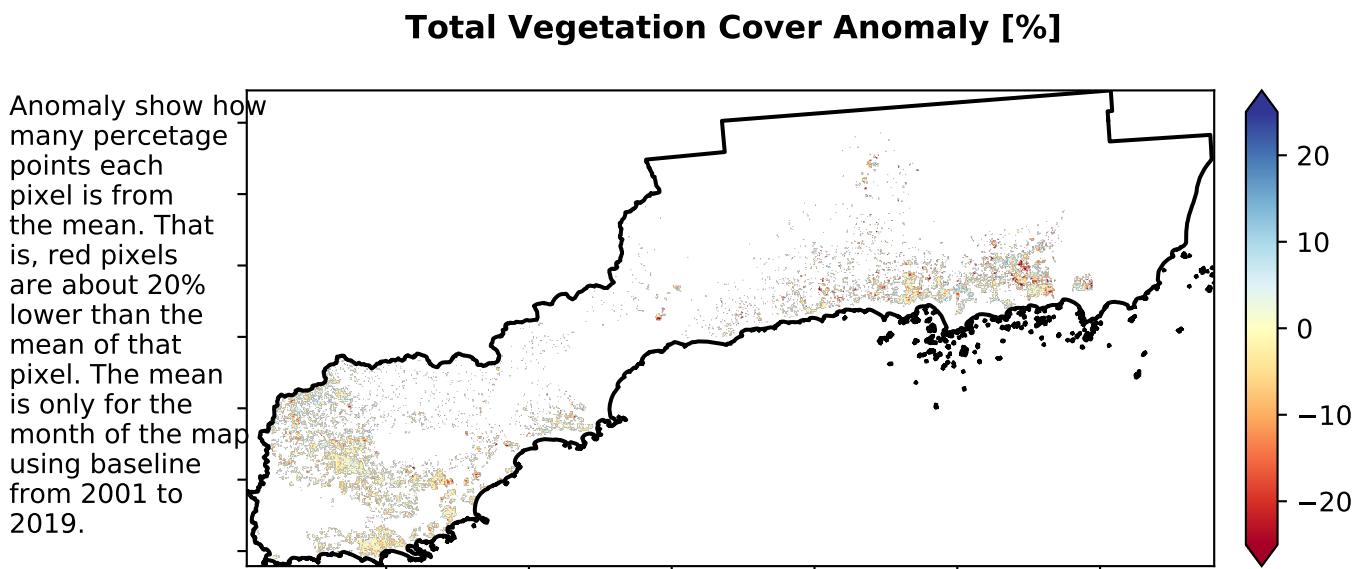 Total Vegetation Cover Anomaly [%]
Anomaly show how
many percetage
points each
pixel is from
the mean. That
is, red pixels
are about 20%
lower than the
mean of that
pixel. The mean
is only for the
month of the map
using baseline
from 2001 to
2019.
20
10
0
−10
−20